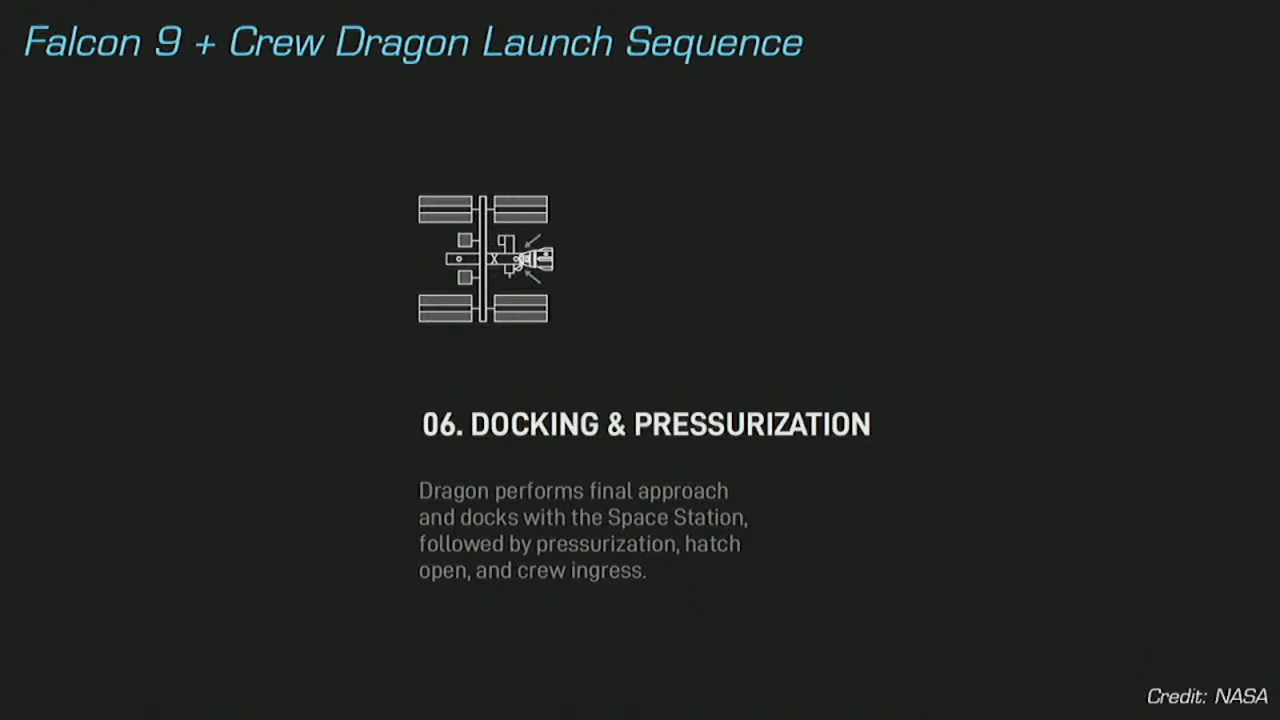 Falcon 9 + Crew Dragon Launch Sequence
06. DOCKING & PRESSURIZATION
Dragon performs final approach
and docks with the Space Station,
followed by pressurization, hatch
open, and crew ingress.
Credit: NASA